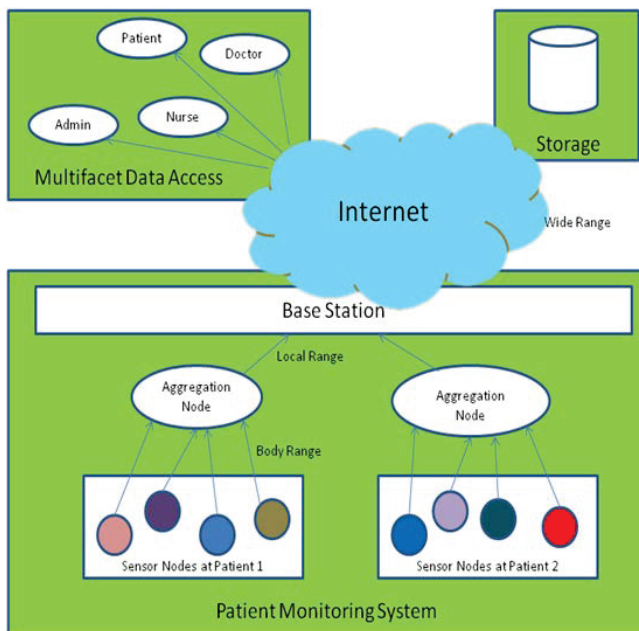 Patient
Doctor
Admin
Nurse
Multifacet Data Access
Storage
Internet
Wide Range
Base Station
Local Range
Aggregation
Node
Aggregation
Node
Body Range
Sensor Nodes at Patient 1
Sensor Nodes at Patient 2
Patient Monitoring System